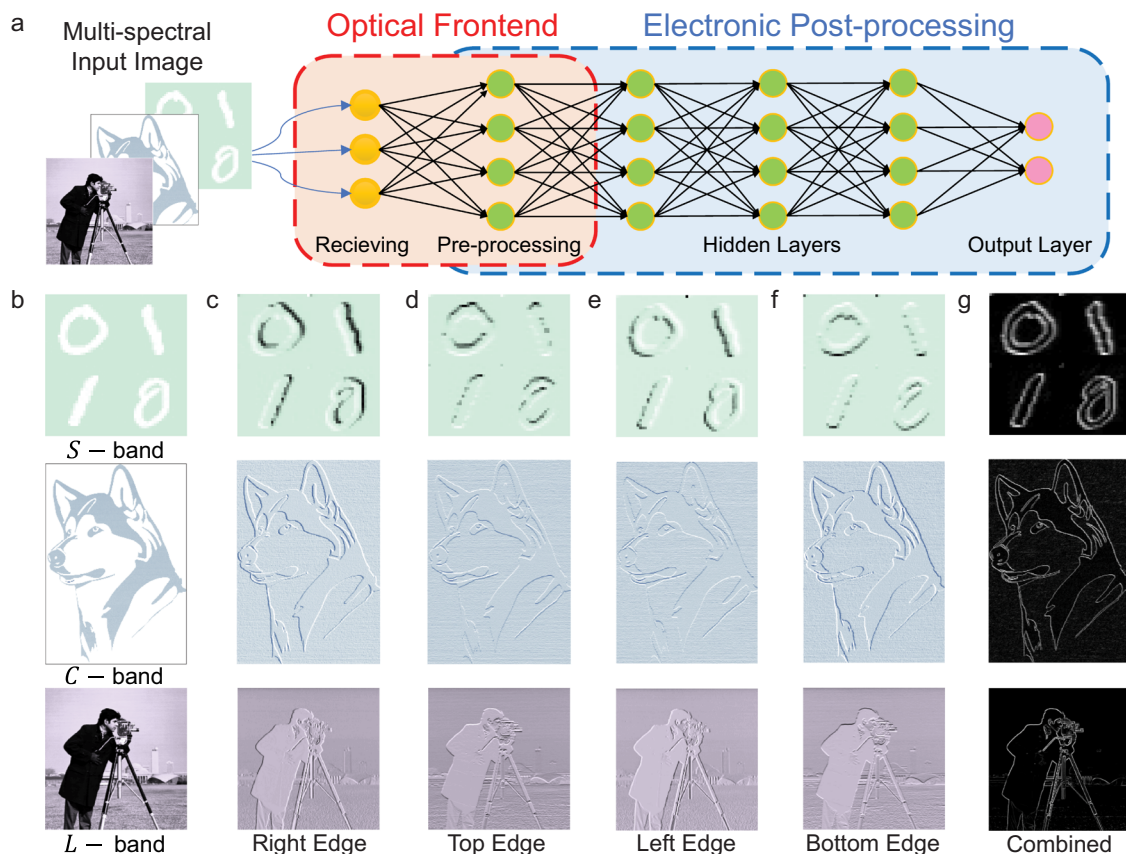 a
Multi-spectral
Input Image
Optical Frontend
Electronic Post-processing
Recieving
Pre-processing
Hidden Layers
Output Layer
b
c
d
e
f
g
S – band
C – band
L – band
Right Edge
Top Edge
Left Edge
Bottom Edge
Combined